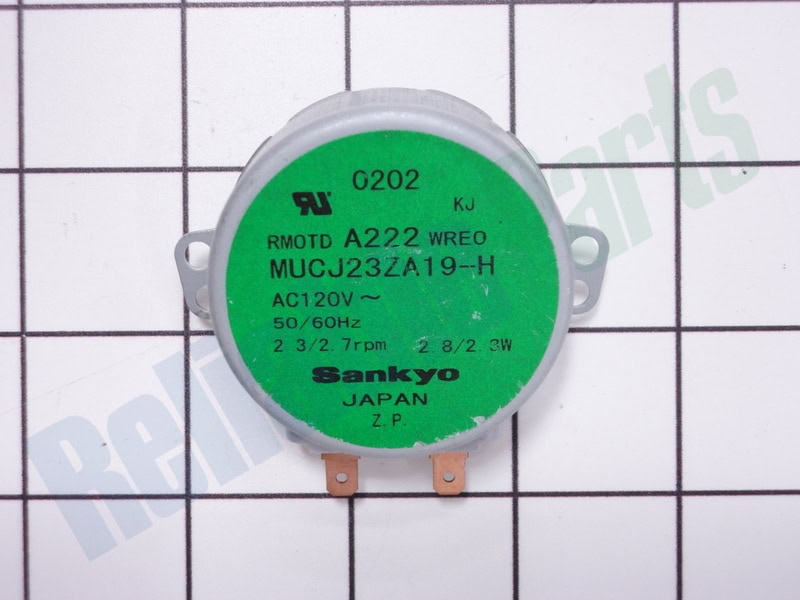 0202
KJ
RMOTD A222 WREO
MUCJ23ZA19-H
AC120V~
50/60Hz
2.3/2.7rpm 2.8/2.3W
Sankyo
JAPAN
Z.P.